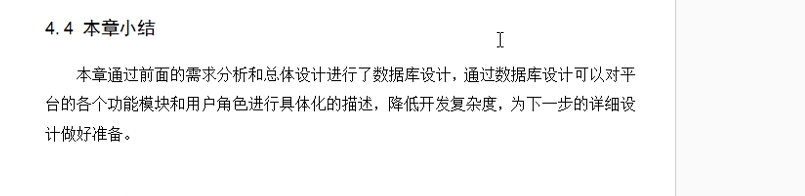 4.4 本章小结
本章通过前面的需求分析和总体设计进行了数据库设计，通过数据库设计可以对平
台的各个功能模块和用户角色进行具体化的描述，降低开发复杂度，为下一步的详细设
计做好准备。